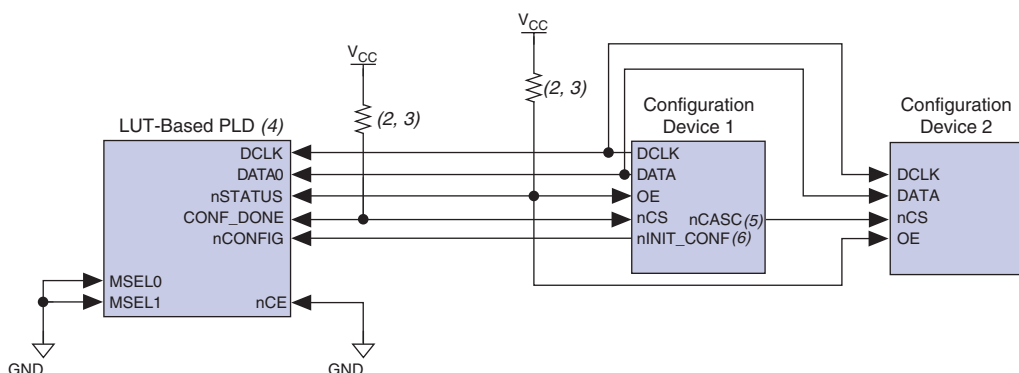 VCC
VCC
(2, 3)
(2, 3)
Configuration
Device 1
Configuration
Device 2
LUT-Based PLD (4)
DCLK
DATA0
nSTATUS
CONF_DONE
nCONFIG
MSEL0
MSEL1
nCE
GND
GND
DCLK
DATA
OE
nCS
nCASC(5)
nINIT_CONF(6)
DCLK
DATA
nCS
OE